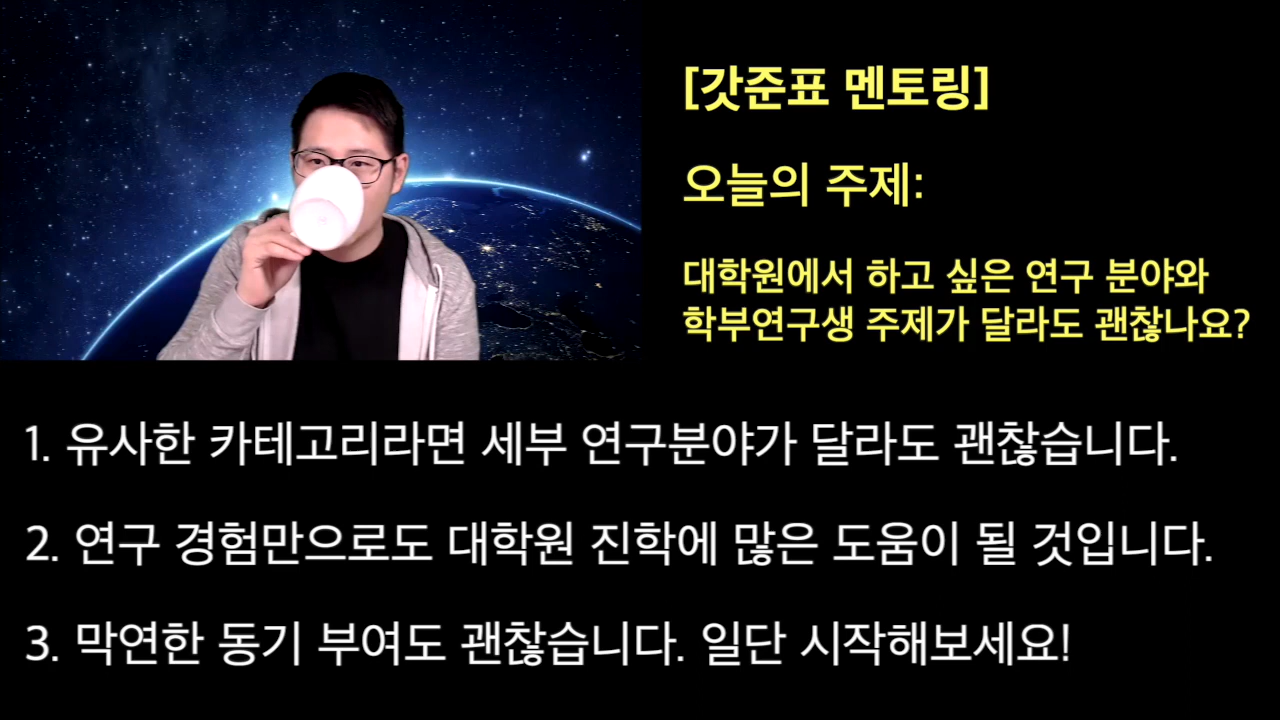 [갓준표 멘토링]
오늘의 주제:
대학원에서 하고 싶은 연구 분야와
학부연구생 주제가 달라도 괜찮나요?
1. 유사한 카테고리라면 세부 연구분야가 달라도 괜찮습니다.
2. 연구 경험만으로도 대학원 진학에 많은 도움이 될 것입니다.
3. 막연한 동기 부여도 괜찮습니다. 일단 시작해보세요!